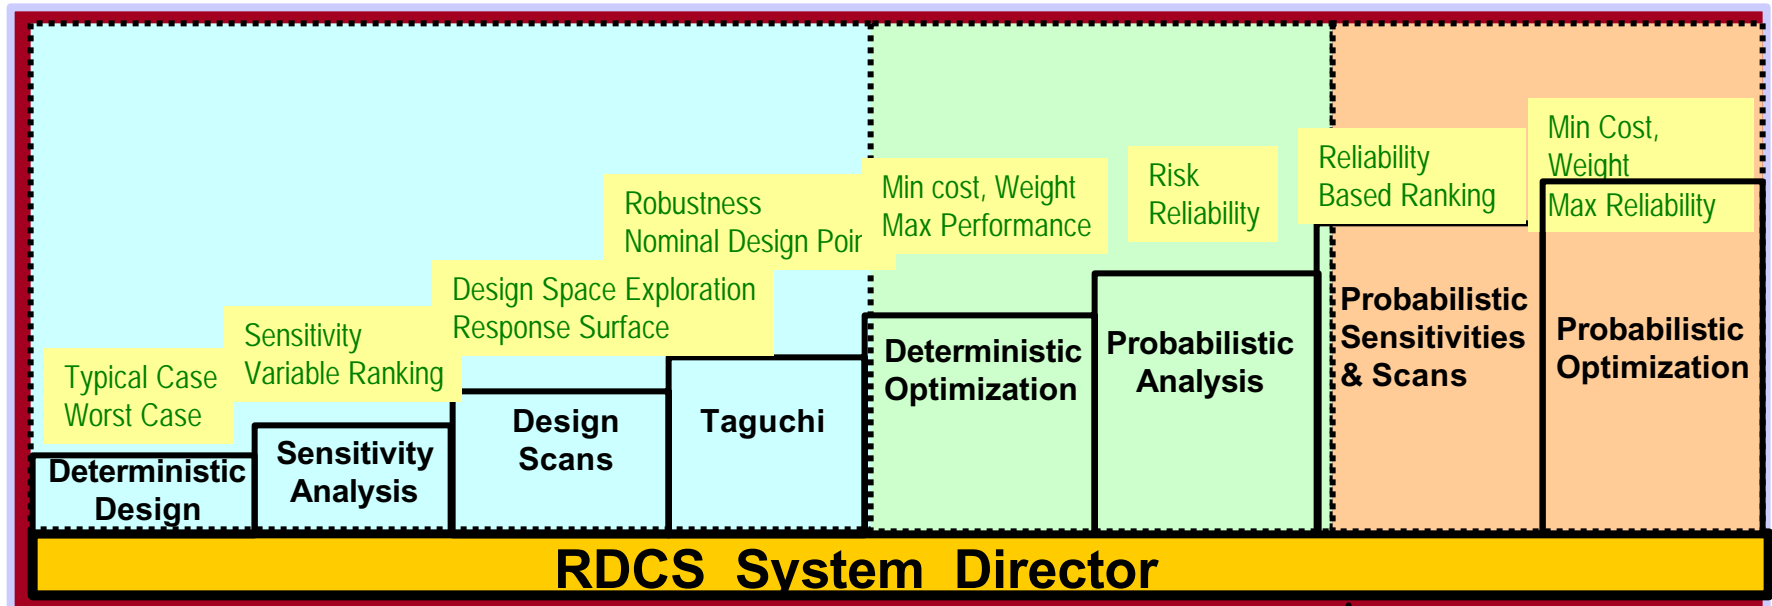 Typical Case
Worst Case
Deterministic
Design
Sensitivity
Variable Ranking
Sensitivity
Analysis
Design Space Exploration
Response Surface
Design
Scans
Robustness
Nominal Design
Taguchi
Min cost, Weight
Max Performance
Deterministic
Optimization
Risk
Reliability
Probabilistic
Analysis
Reliability
Based Ranking
Probabilistic
Sensitivities
& Scans
Min Cost,
Weight
Max Reliability
Probabilistic
Optimization
RDCS System Director